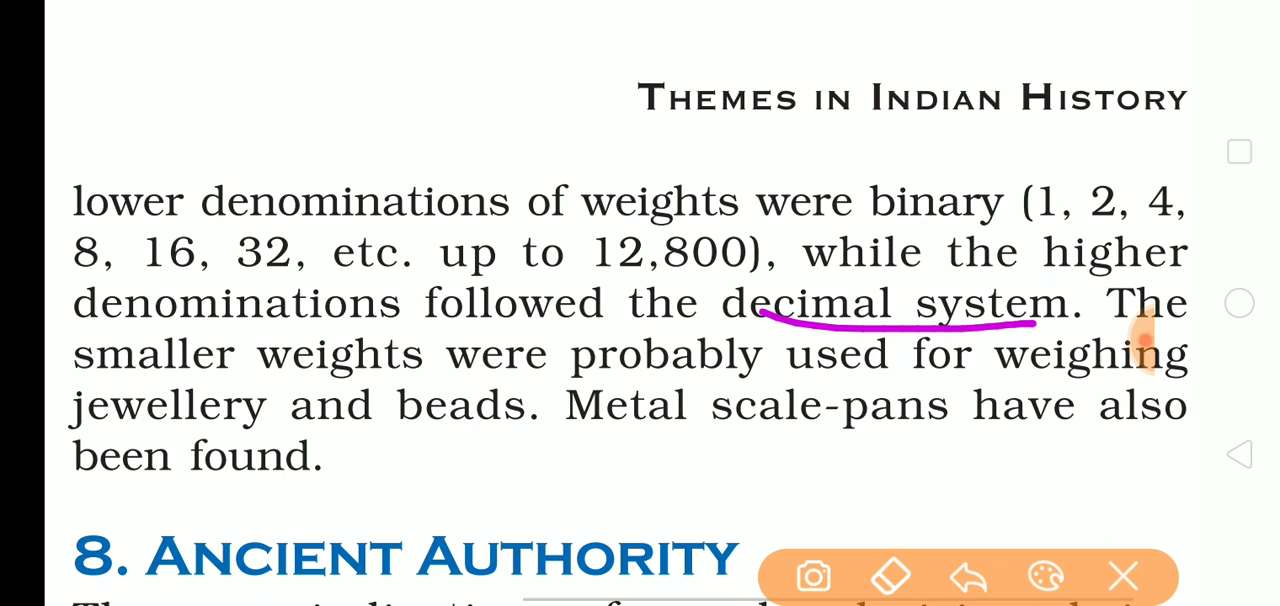 THEMES IN INDIAN HISTORY
lower denominations of weights were binary (1, 2, 4,
8, 16, 32, etc. up to 12,800), while the higher
denominations followed the decimal system. The
smaller weights were probably used for weighing
jewellery and beads. Metal scale-pans have also
been found.
8. ANCIENT AUTHORITY